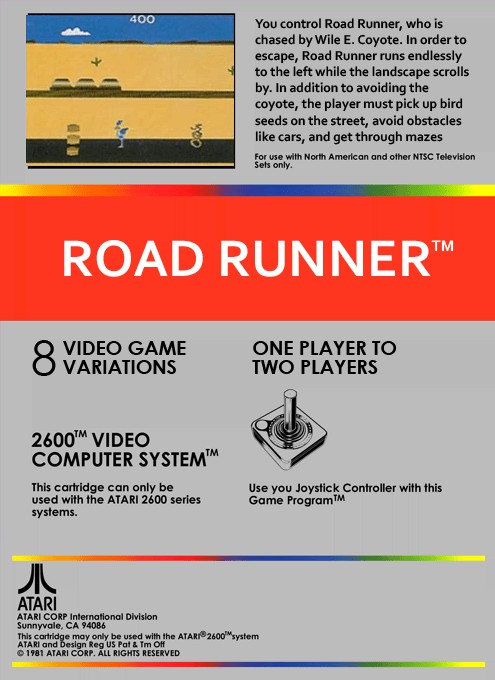 400
You control Road Runner, who is
chased by Wile E. Coyote. In order to
escape, Road Runner runs endlessly
to the left while the landscape scrolls
by. In addition to avoiding the
coyote, the player must pick up bird
seeds on the street, avoid obstacles
like cars, and get through mazes
For use with North American and other NTSC Television
Sets only.
ROAD RUNNER™
8 VIDEO GAME
VARIATIONS
ONE PLAYER TO
TWO PLAYERS
2600™ VIDEO
COMPUTER SYSTEM™
This cartridge can only be
used with the ATARI 2600 series
systems.
Use you Joystick Controller with this
Game Program™
ATARI
ATARI CORP International Division
Sunnyvale, CA 94086
This cartridge may only be used with the ATARI®2600™system
ATARI and Design Reg US Pat & Tm Off
© 1981 ATARI CORP. ALL RIGHTS RESERVED